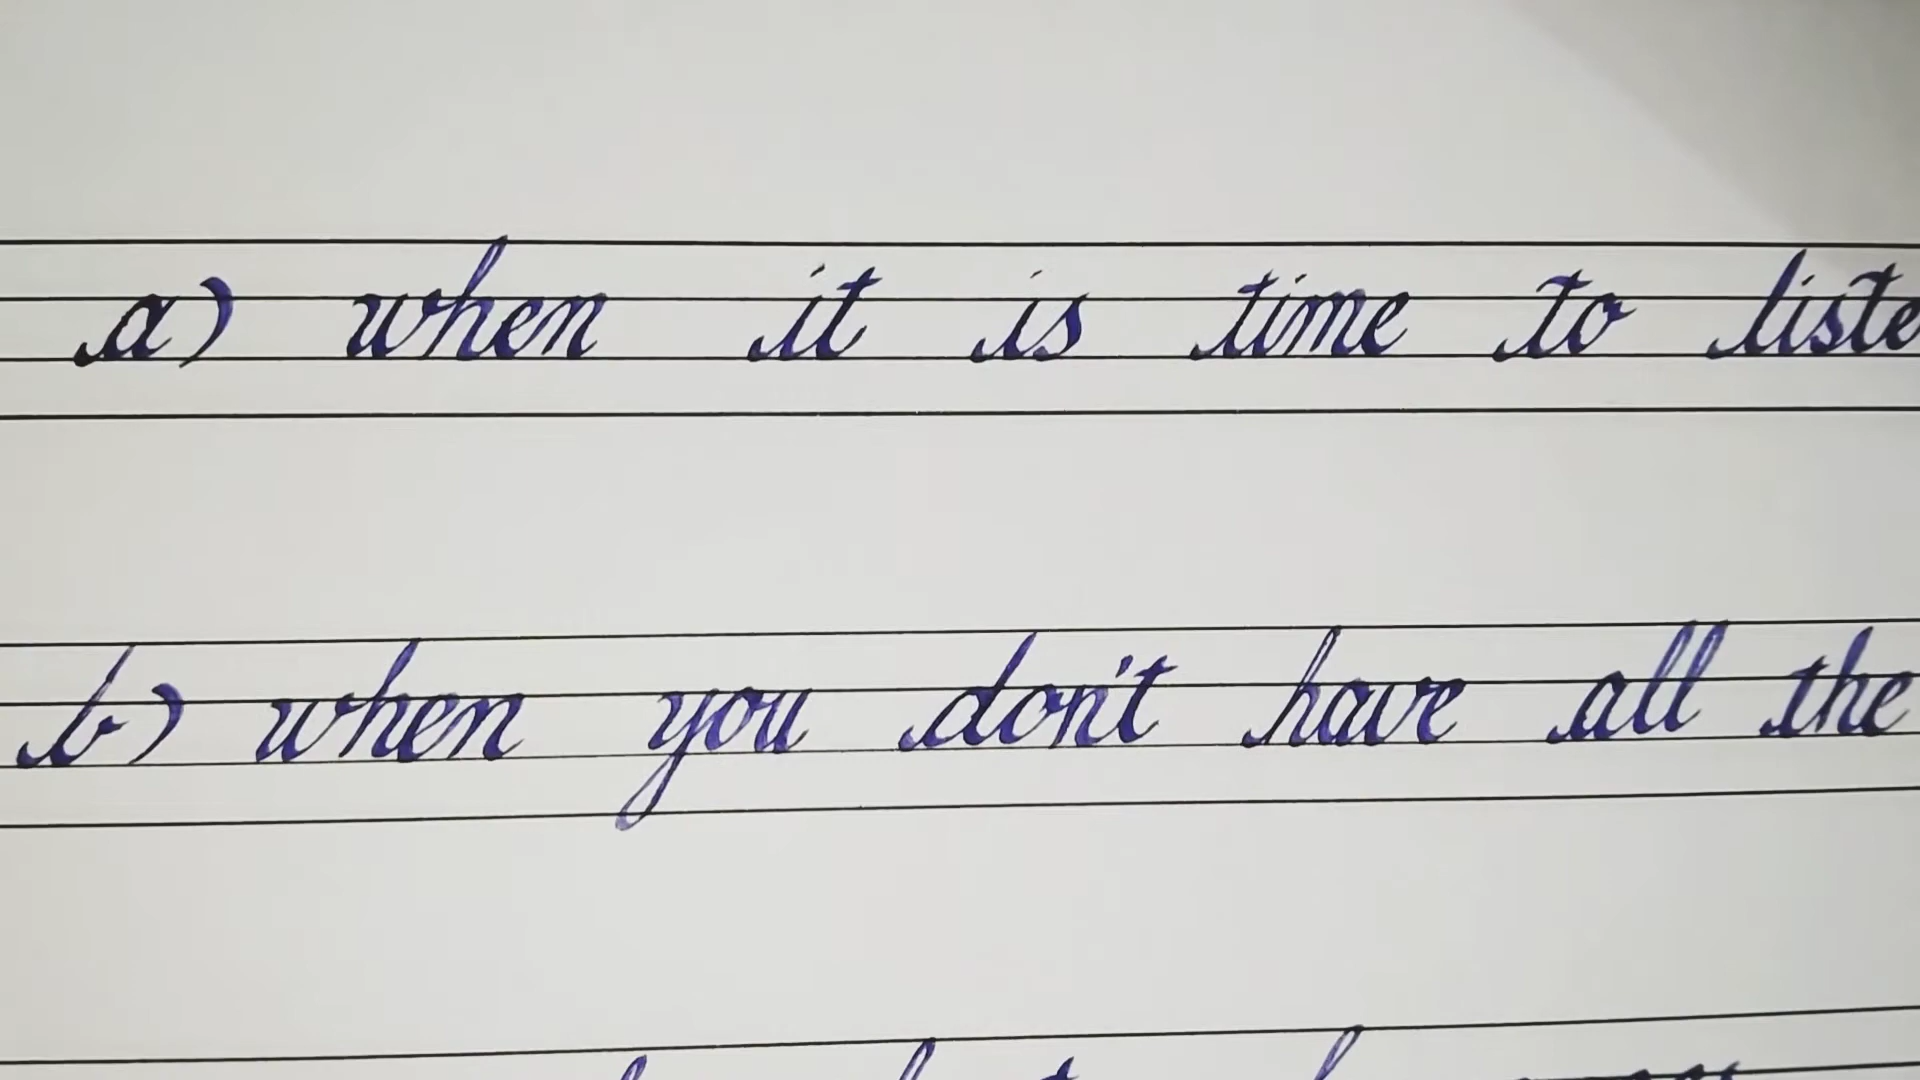 a) when it is time to liste
b) when you don't have all the